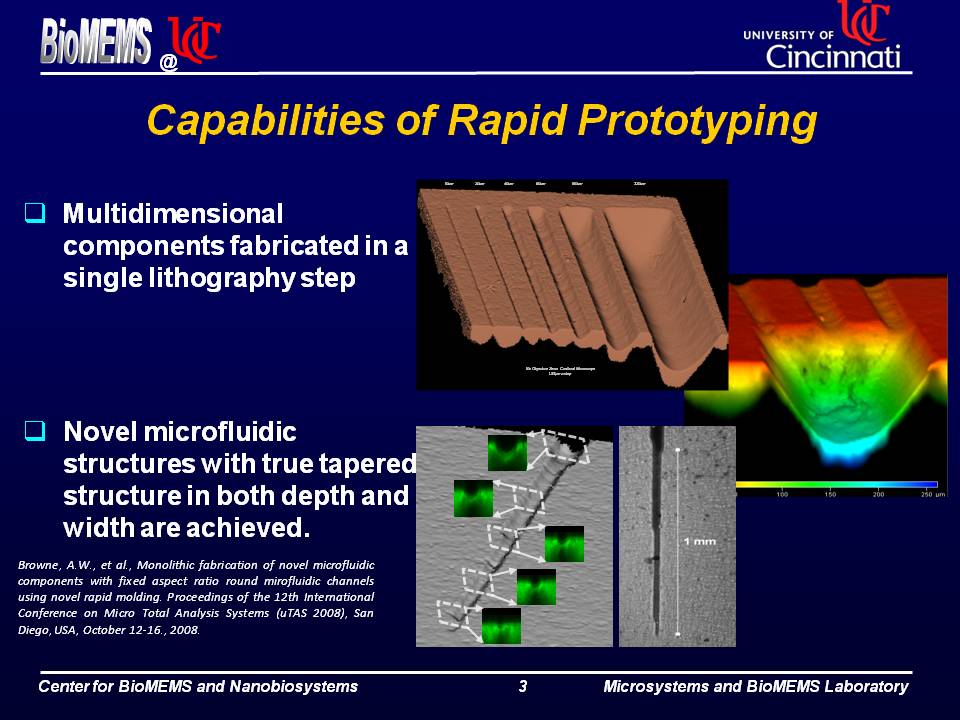 BioMEMS @ UC
UNIVERSITY OF
Cincinnati
Capabilities of Rapid Prototyping
❑ Multidimensional
components fabricated in a
single lithography step
❑ Novel microfluidic
structures with true tapered
structure in both depth and
width are achieved.
Browne, A.W., et al., Monolithic fabrication of novel microfluidic
components with fixed aspect ratio round mirofluidic channels
using novel rapid molding. Proceedings of the 12th International
Conference on Micro Total Analysis Systems (uTAS 2008), San
Diego, USA, October 12-16., 2008.
100 150 200 250 µm
1 mm
Center for BioMEMS and Nanobiosystems 3 Microsystems and BioMEMS Laboratory